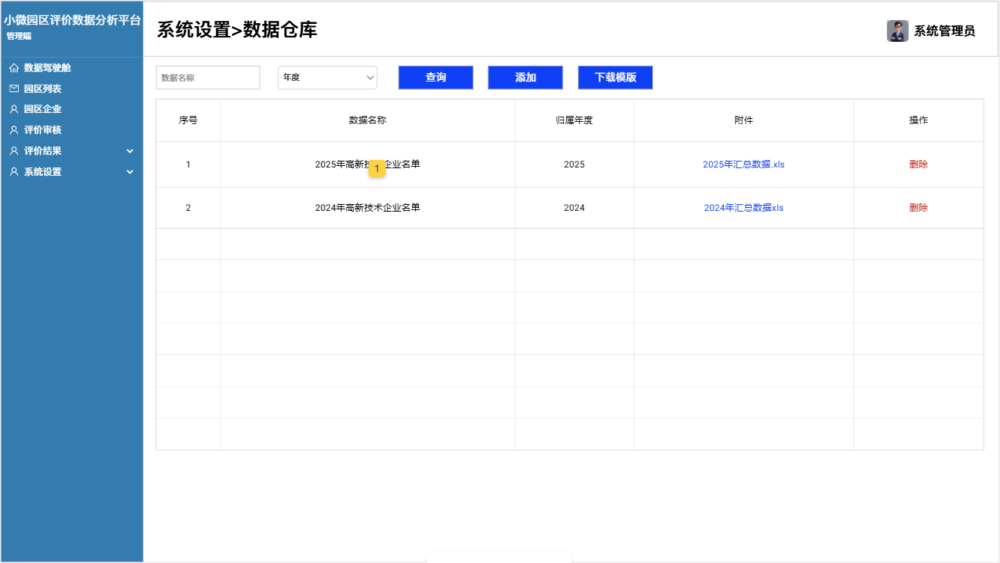 小微园区评价数据分析平台
管理端
系统设置>数据仓库
系统管理员
数据驾驶舱
园区列表
园区企业
评价审核
评价结果
系统设置
数据名称 年度 查询 添加 下载模版
序号 数据名称 归属年度 附件 操作
1 2025年高新技 1 企业名单 2025 2025年汇总数据.xls 删除
2 2024年高新技术企业名单 2024 2024年汇总数据xls 删除